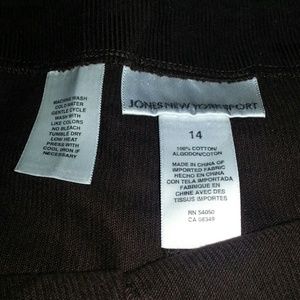 MACHINE WASH
COLD WATER
GENTLE CYCLE
WASH WITH
LIKE COLORS
NO BLEACH
TUMBLE DRY
LOW HEAT
PRESS WITH
COOL IRON IF
NECESSARY
JONES NEW YORK SPORT
14
100% COTTON/
ALGODON/COTON
MADE IN CHINA OF
IMPORTED FABRIC
HECHO EN CHINA
CON TELA IMPORTADA
FABRIQUE EN
CHINE AVEC DES
TISSUS IMPORTES
RN 54050
CA 08349